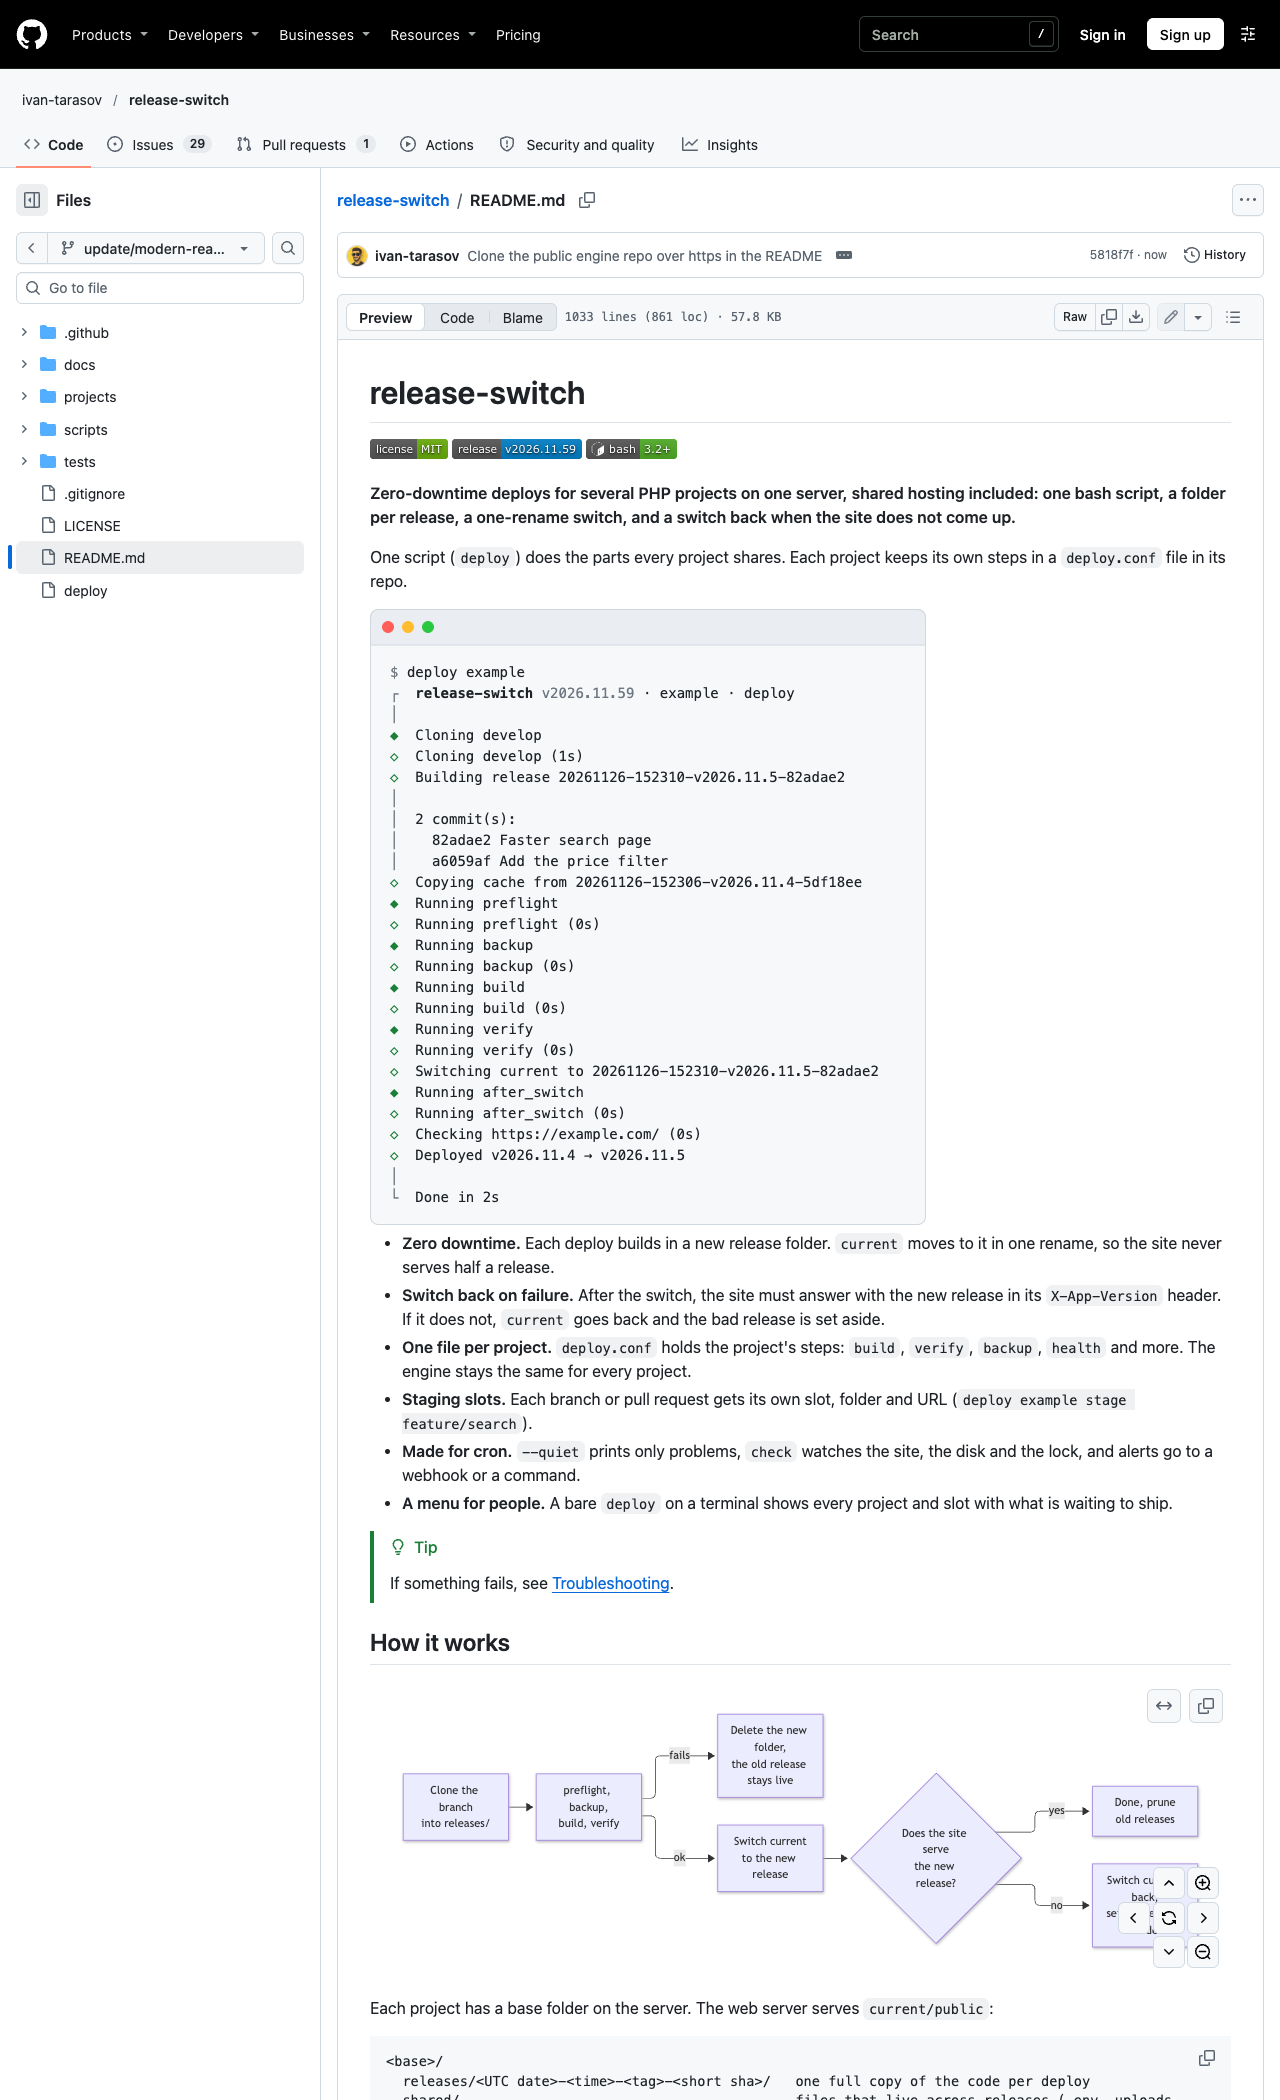 Products Developers Businesses Resources Pricing Search / Sign in Sign up
ivan-tarasov / release-switch
Code Issues 29 Pull requests 1 Actions Security and quality Insights
Files
update/modern-rea...
Go to file
.github
docs
projects
scripts
tests
.gitignore
LICENSE
README.md
deploy
release-switch / README.md
ivan-tarasov Clone the public engine repo over https in the README 5818f7f · now History
Preview Code Blame 1033 lines (861 loc) · 57.8 KB Raw
release-switch
license MIT release v2026.11.59 bash 3.2+
Zero-downtime deploys for several PHP projects on one server, shared hosting included: one bash script, a folder
per release, a one-rename switch, and a switch back when the site does not come up.
One script ( deploy ) does the parts every project shares. Each project keeps its own steps in a deploy.conf file in its
repo.
$ deploy example
release-switch v2026.11.59 · example · deploy
◆ Cloning develop
◇ Cloning develop (1s)
◇ Building release 20261126-152310-v2026.11.5-82adae2
2 commit(s):
82adae2 Faster search page
a6059af Add the price filter
◇ Copying cache from 20261126-152306-v2026.11.4-5df18ee
◆ Running preflight
◇ Running preflight (0s)
◆ Running backup
◇ Running backup (0s)
◆ Running build
◇ Running build (0s)
◆ Running verify
◇ Running verify (0s)
◇ Switching current to 20261126-152310-v2026.11.5-82adae2
◆ Running after_switch
◇ Running after_switch (0s)
◇ Checking https://example.com/ (0s)
◇ Deployed v2026.11.4 → v2026.11.5
Done in 2s
• Zero downtime. Each deploy builds in a new release folder. current moves to it in one rename, so the site never
serves half a release.
• Switch back on failure. After the switch, the site must answer with the new release in its X-App-Version header.
If it does not, current goes back and the bad release is set aside.
• One file per project. deploy.conf holds the project's steps: build , verify , backup , health and more. The
engine stays the same for every project.
• Staging slots. Each branch or pull request gets its own slot, folder and URL ( deploy example stage
feature/search ).
• Made for cron. --quiet prints only problems, check watches the site, the disk and the lock, and alerts go to a
webhook or a command.
• A menu for people. A bare deploy on a terminal shows every project and slot with what is waiting to ship.
Tip
If something fails, see Troubleshooting.
How it works
Clone the
branch
into releases/
preflight,
backup,
build, verify
fails
Delete the new
folder,
the old release
stays live
ok
Switch current
to the new
release
Does the site
serve
the new
release?
yes
Done, prune
old releases
no
Switch cu
back,
Each project has a base folder on the server. The web server serves current/public :
<base>/
releases/<UTC date>-<time>-<tag>-<short sha>/ one full copy of the code per deploy
shared/ files that live across releases (.env, uploads